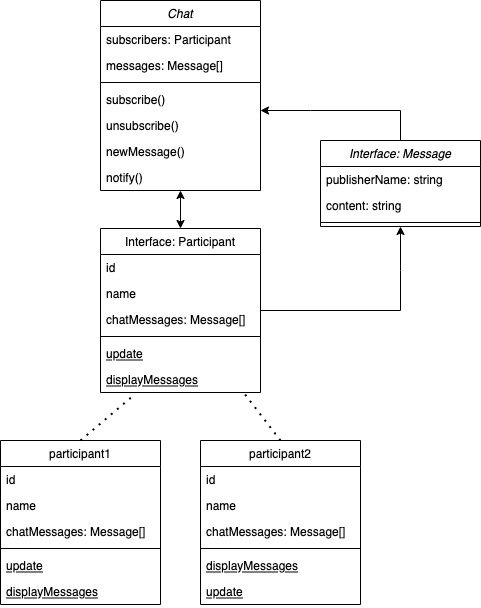 Chat
subscribers: Participant
messages: Message[]
subscribe()
unsubscribe()
newMessage()
notify()
Interface: Message
publisherName: string
content: string
Interface: Participant
id
name
chatMessages: Message[]
update
displayMessages
participant1
id
name
chatMessages: Message[]
update
displayMessages
participant2
id
name
chatMessages: Message[]
displayMessages
update